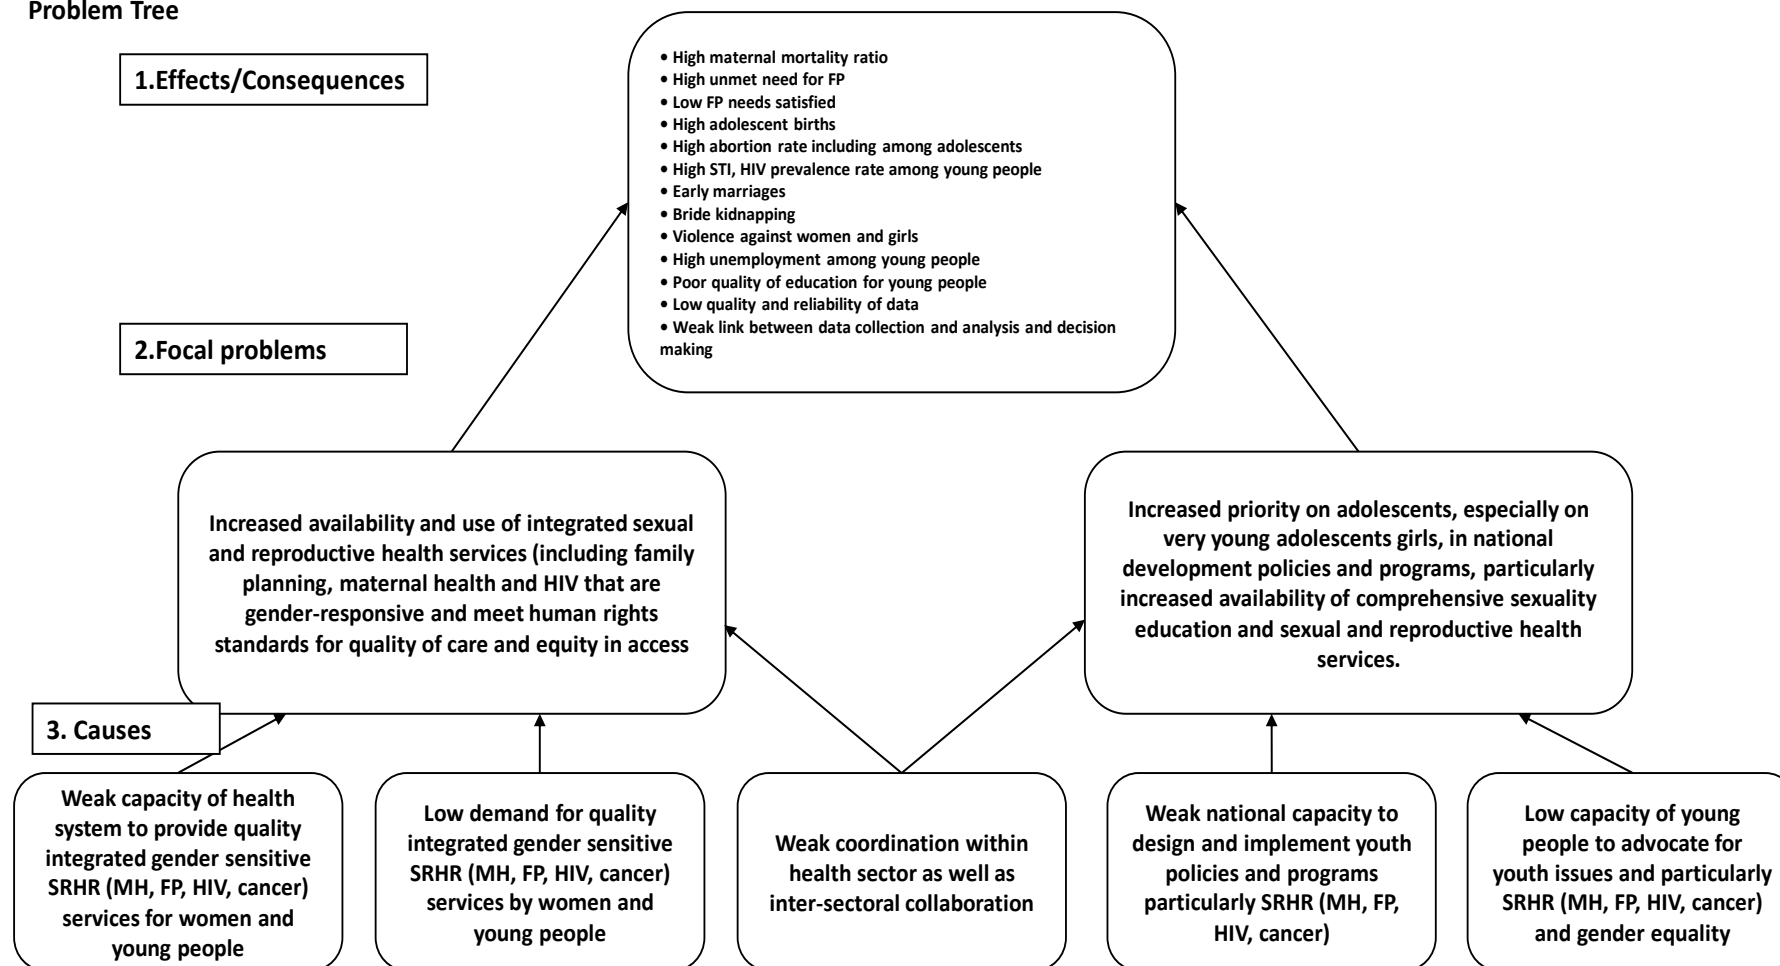 Problem Tree
1.Effects/Consequences
• High maternal mortality ratio
• High unmet need for FP
• Low FP needs satisfied
• High adolescent births
• High abortion rate including among adolescents
• High STI, HIV prevalence rate among young people
• Early marriages
• Bride kidnapping
• Violence against women and girls
• High unemployment among young people
• Poor quality of education for young people
• Low quality and reliability of data
• Weak link between data collection and analysis and decision
making
2.Focal problems
Increased availability and use of integrated sexual
and reproductive health services (including family
planning, maternal health and HIV that are
gender-responsive and meet human rights
standards for quality of care and equity in access
Increased priority on adolescents, especially on
very young adolescents girls, in national
development policies and programs, particularly
increased availability of comprehensive sexuality
education and sexual and reproductive health
services.
3. Causes
Weak capacity of health
system to provide quality
integrated gender sensitive
SRHR (MH, FP, HIV, cancer)
services for women and
young people
Low demand for quality
integrated gender sensitive
SRHR (MH, FP, HIV, cancer)
services by women and
young people
Weak coordination within
health sector as well as
inter-sectoral collaboration
Weak national capacity to
design and implement youth
policies and programs
particularly SRHR (MH, FP,
HIV, cancer)
Low capacity of young
people to advocate for
youth issues and particularly
SRHR (MH, FP, HIV, cancer)
and gender equality